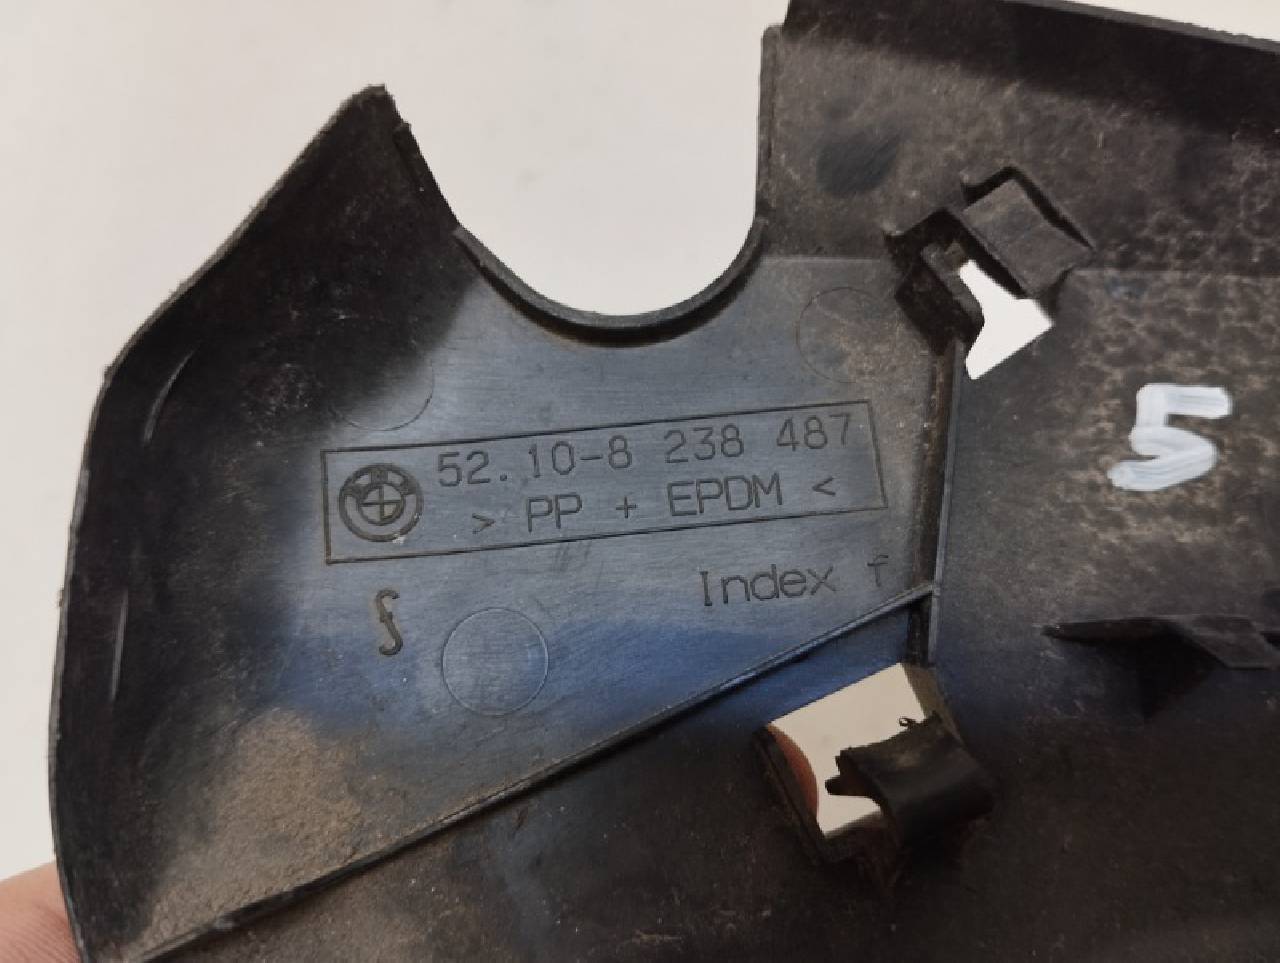 52.10-8 238 487
> PP + EPDM <
Index f
f
5